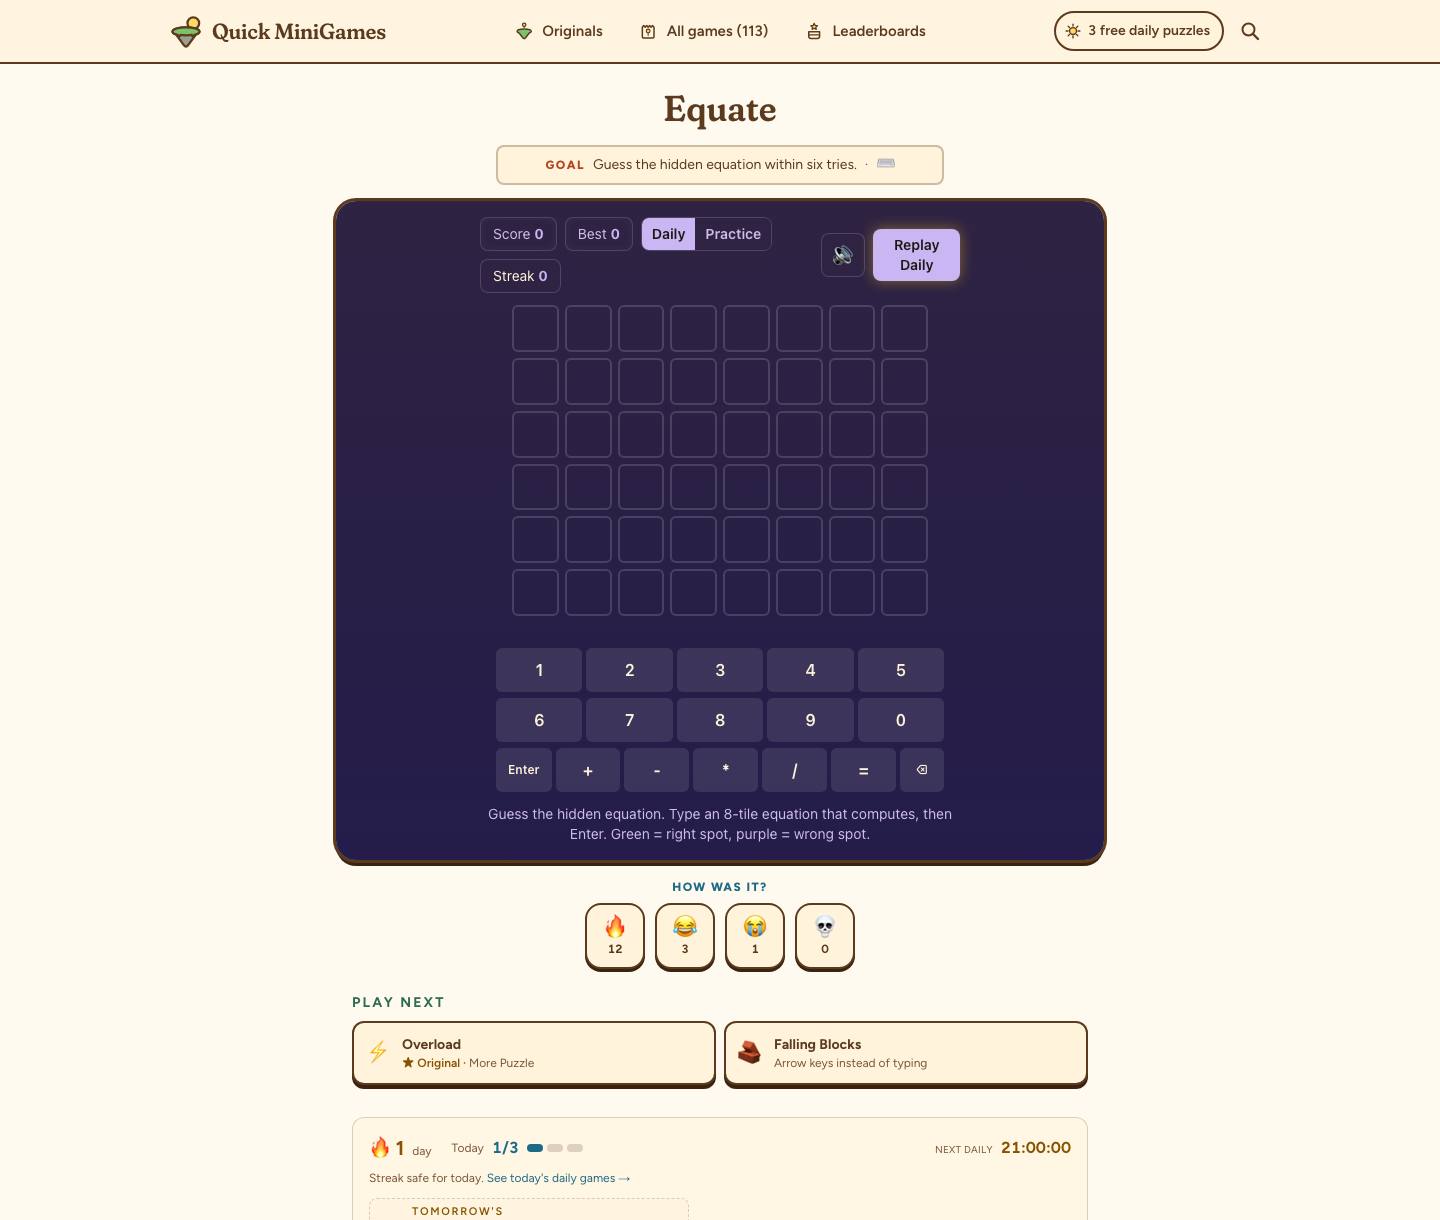 Quick MiniGames
Originals
All games (113)
Leaderboards
3 free daily puzzles
Equate
GOAL Guess the hidden equation within six tries. ·
Score 0
Best 0
Daily
Practice
Replay
Daily
Streak 0
1 2 3 4 5
6 7 8 9 0
Enter + - * / =
Guess the hidden equation. Type an 8-tile equation that computes, then
Enter. Green = right spot, purple = wrong spot.
HOW WAS IT?
12 3 1 0
PLAY NEXT
Overload
Original · More Puzzle
Falling Blocks
Arrow keys instead of typing
1 day Today 1/3 NEXT DAILY 21:00:00
Streak safe for today. See today's daily games →
TOMORROW'S